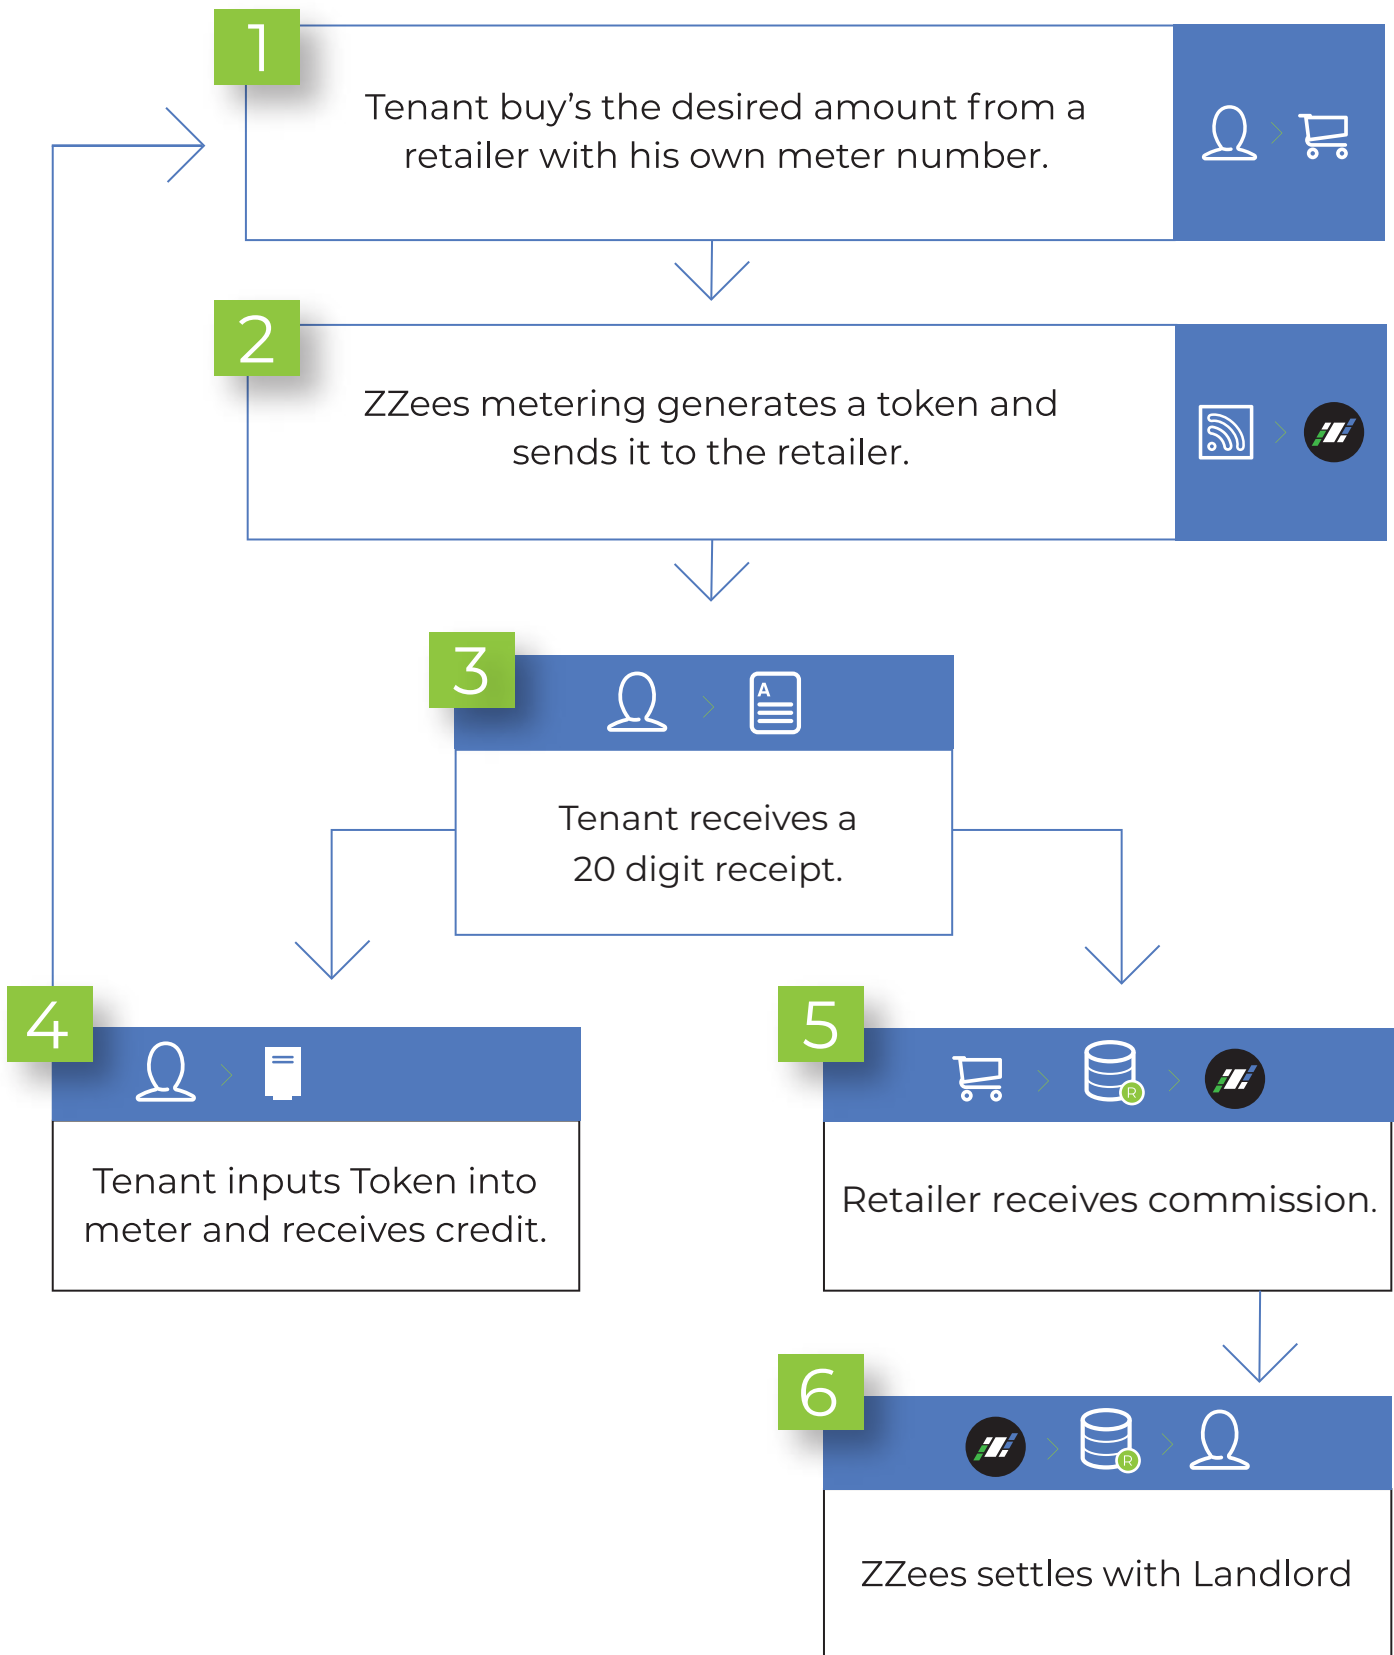 1
Tenant buy's the desired amount from a
retailer with his own meter number.
2
ZZees metering generates a token and
sends it to the retailer.
3
A
Tenant receives a
20 digit receipt.
4
Tenant inputs Token into
meter and receives credit.
5
R
Retailer receives commission.
6
R
ZZees settles with Landlord